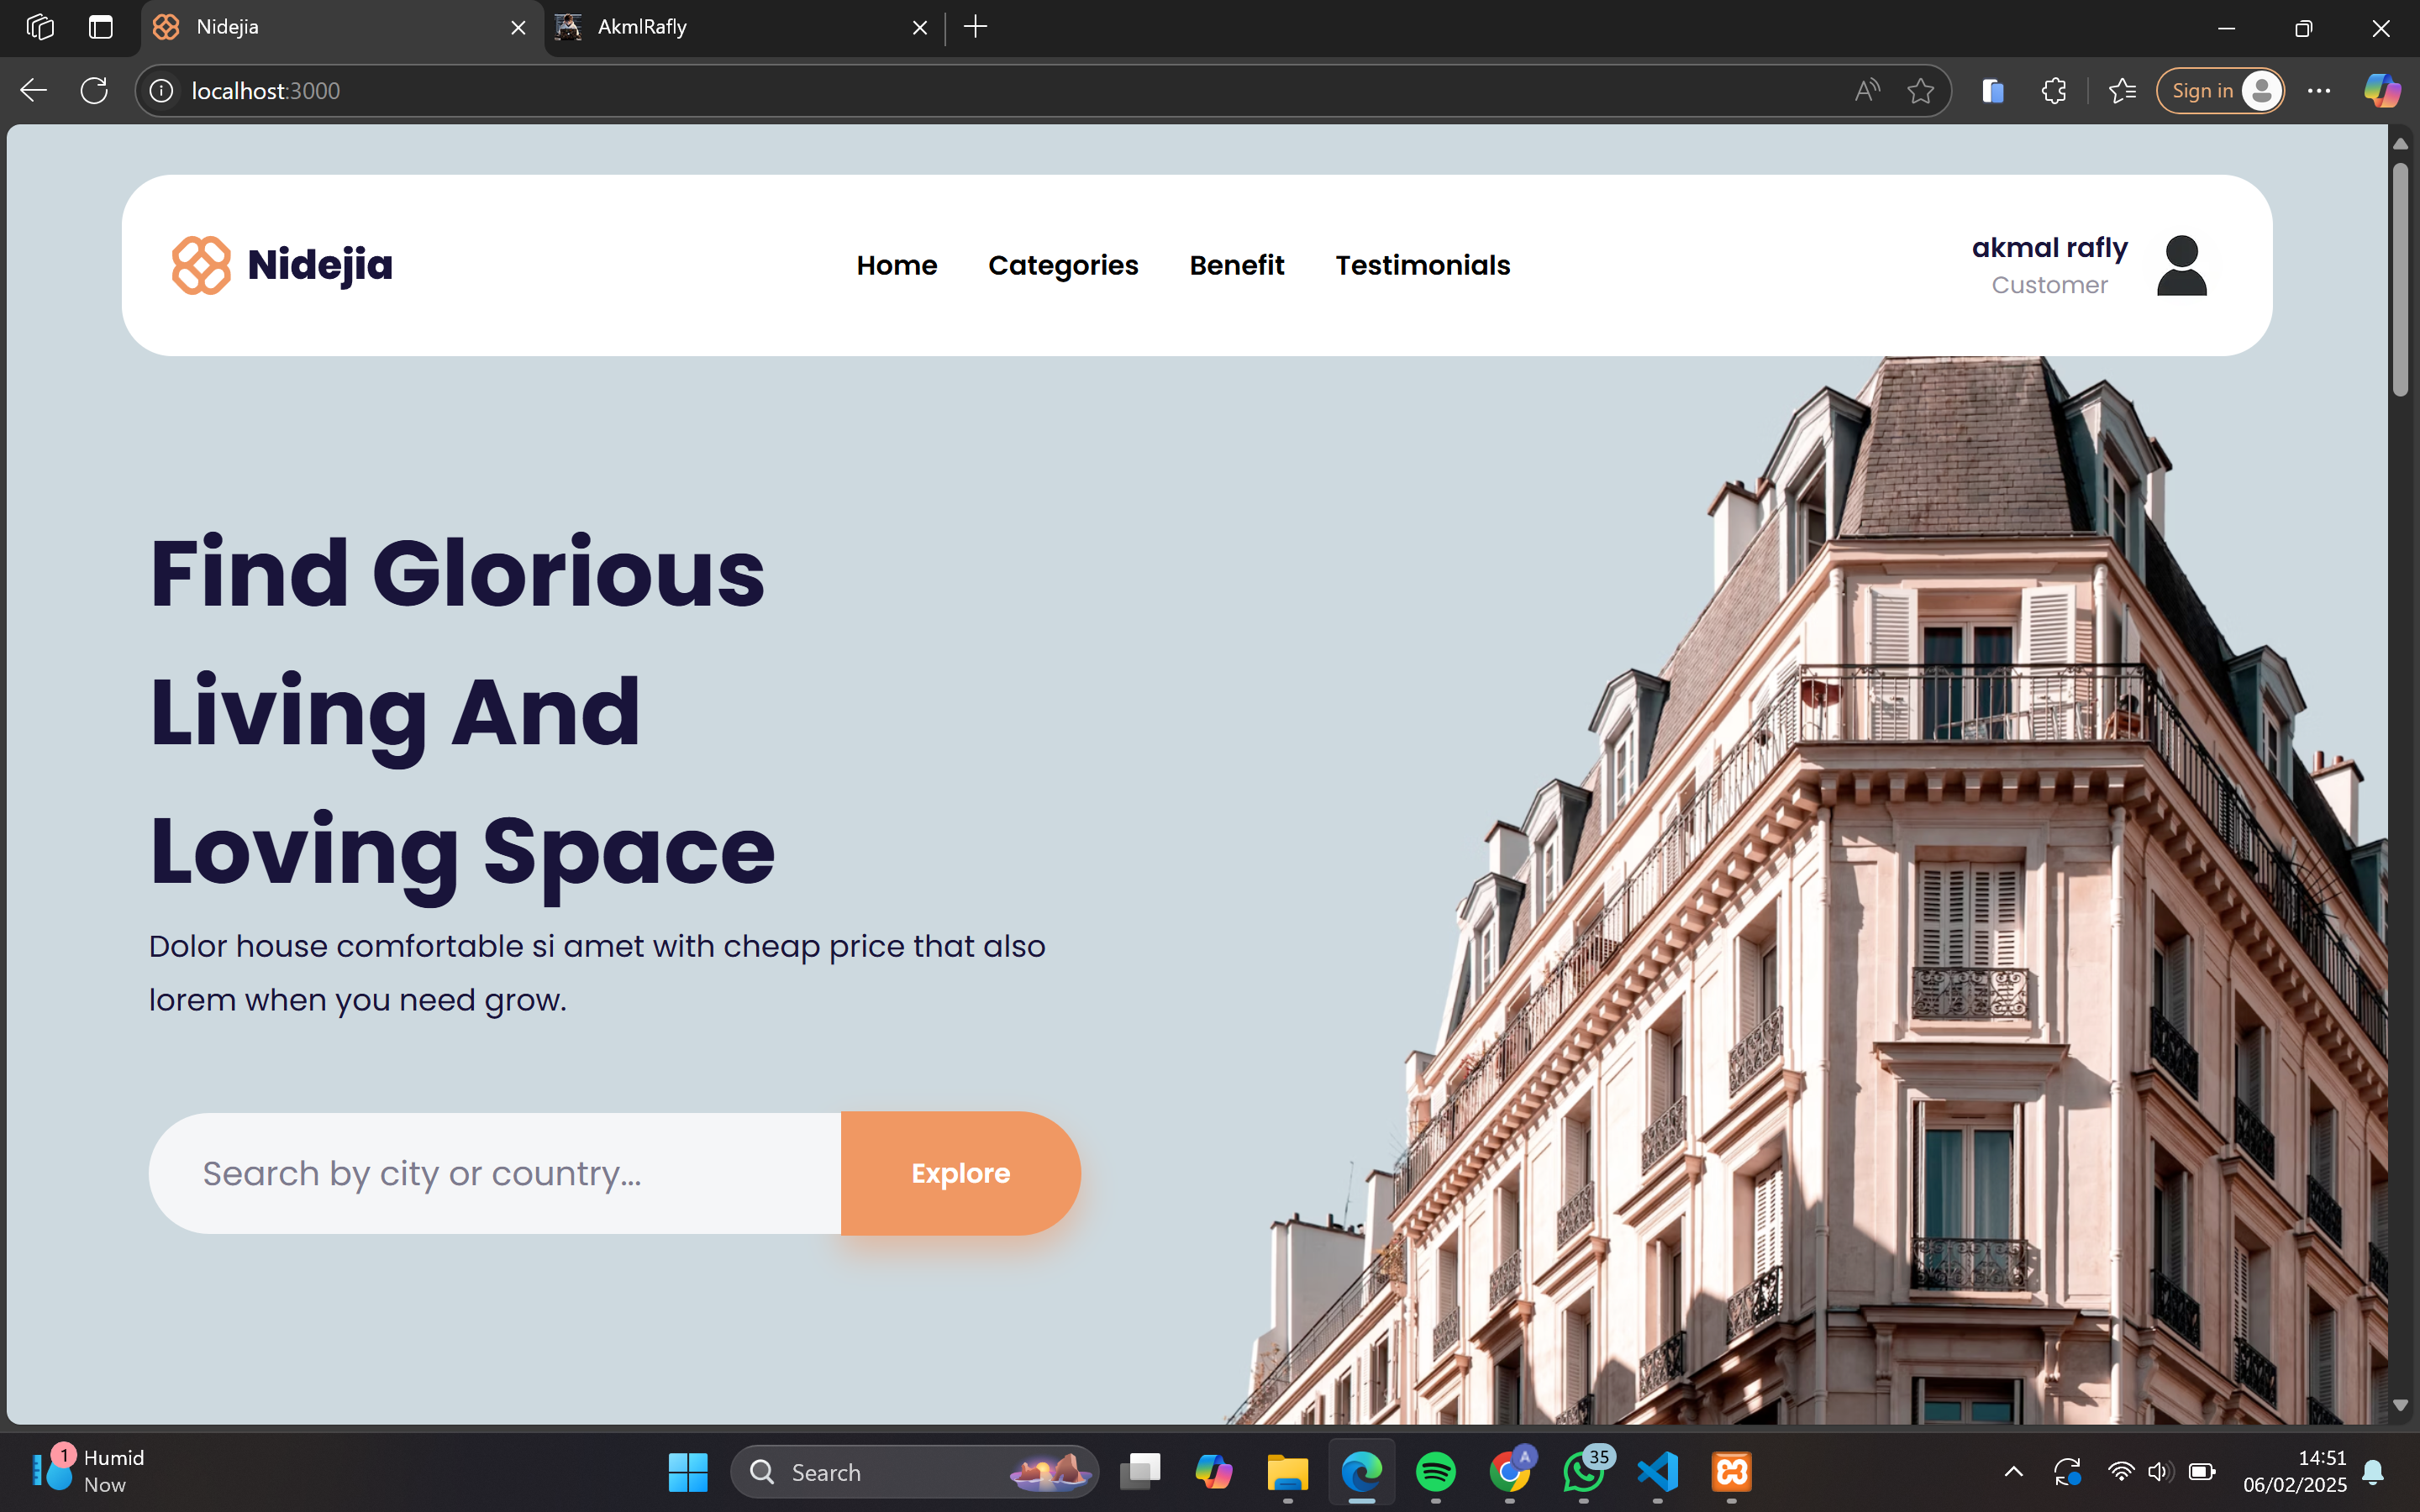 Nidejia
AkmlRafly
localhost:3000
Sign in
Nidejia
Home
Categories
Benefit
Testimonials
akmal rafly
Customer
Find Glorious
Living And
Loving Space
Dolor house comfortable si amet with cheap price that also
lorem when you need grow.
Search by city or country...
Explore
1
Humid
Now
Search
A
35
14:51
06/02/2025